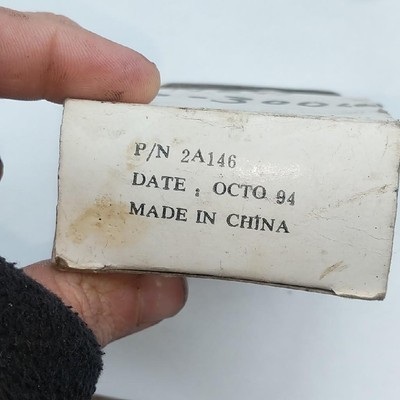 P/N 2A146
DATE : OCTO 94
MADE IN CHINA